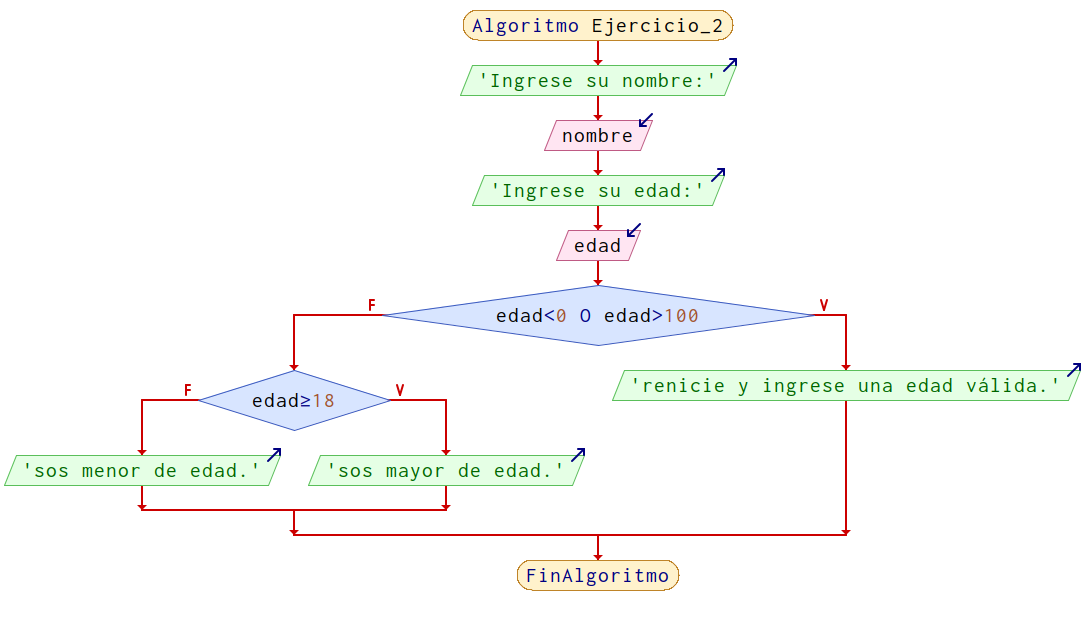 Algoritmo Ejercicio_2
'Ingrese su nombre:'
nombre
'Ingrese su edad:'
edad
F
V
edad<0 O edad>100
F
V
edad≥18
'renicie y ingrese una edad válida.'
'sos menor de edad.'
'sos mayor de edad.'
FinAlgoritmo